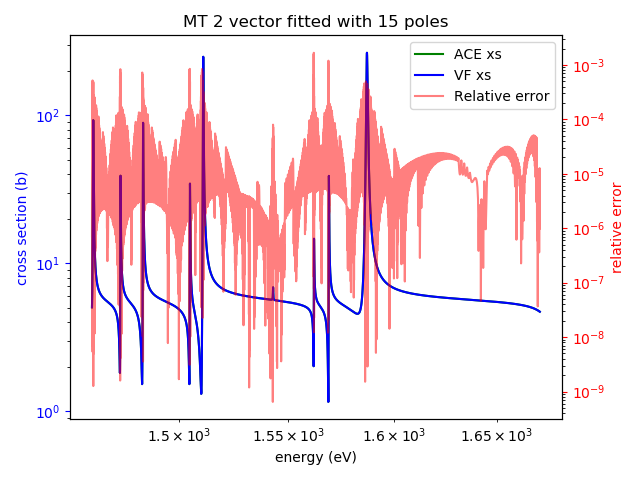 MT 2 vector fitted with 15 poles
ACE xs
VF xs
Relative error
10²
10¹
10⁰
cross section (b)
10⁻³
10⁻⁴
10⁻⁵
10⁻⁶
10⁻⁷
10⁻⁸
10⁻⁹
relative error
1.5 × 10³
1.55 × 10³
1.6 × 10³
1.65 × 10³
energy (eV)